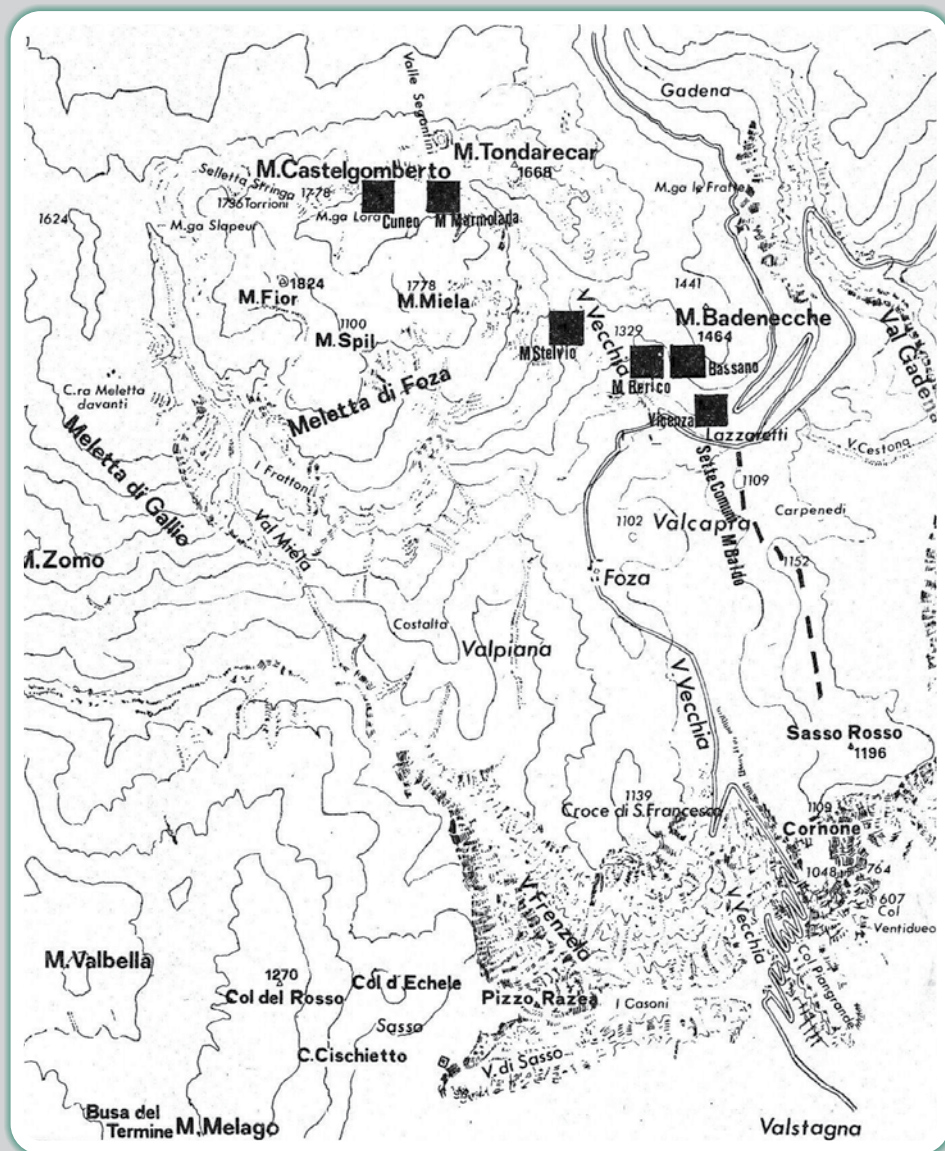 Gadena
Valle Segantini
M.Tondarecar
1668
M.Castelgomberto
Selletta Stringa
1778
1786 Torrioni
M.ga Lora
Cuneo
M Marmolada
M.ga le Fratte
1624
M.ga Slapeur
1824
M.Fior
1778
M.Miela
1441
M.Badenecche
1464
1100
M.Spil
M Stelvio
V Vecchia
1329
M Berico
Bassano
Val Gadena
C.ra Meletta
davanti
Meletta di Foza
Vicenza
Lazzaretti
V. Cestona
Meletta di Gallio
I Frattoni
Sette Comuni M Baldo
1109
Carpenedi
1102
Valcapra
Val Miela
M.Zomo
1152
Foza
Costalta
Valpiana
V Vecchia
Sasso Rosso
1196
1139
Croce di S.Francesco
1109
Cornone
1048
764
607
Col
Ventidueo
V Frenzela
V Vecchia
Col Piangrande
M.Valbella
1270
Col del Rosso
Col d'Echele
Pizzo Razea
I Casoni
Sasso
C.Cischietto
V. di Sasso
Busa del
Termine
M.Melago
Valstagna